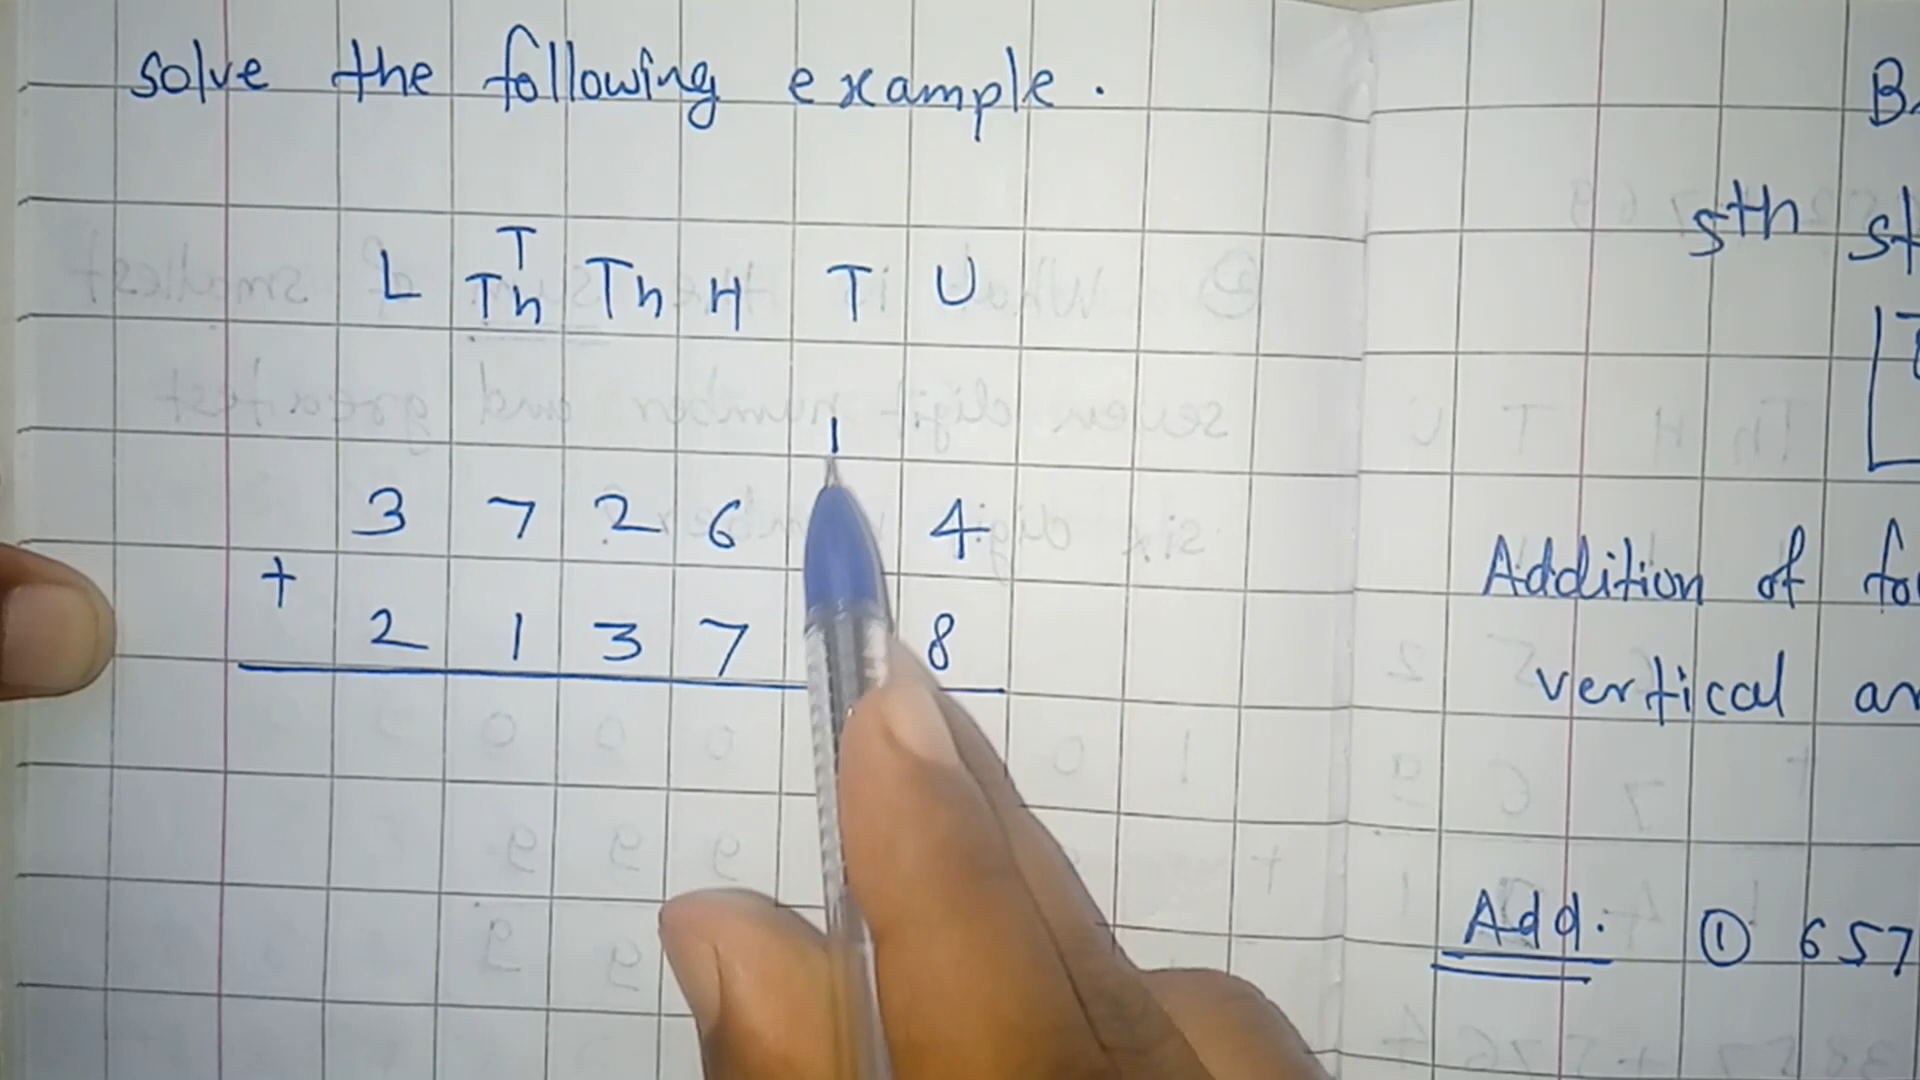 solve the following example.
L T Th Th H T U
1
3 7 2 6 4
+
2 1 3 7 8
5th
Addition of
vertical
Add. ① 657